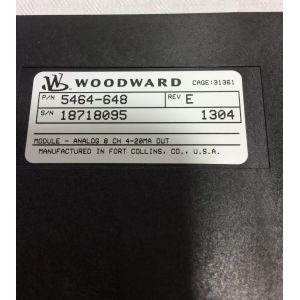 WOODWARD CAGE:31361
P/N 5464-648 REV E
S/N 18718095 1304
MODULE - ANALOG 8 CH 4-20MA OUT
MANUFACTURED IN FORT COLLINS, CO., U.S.A.